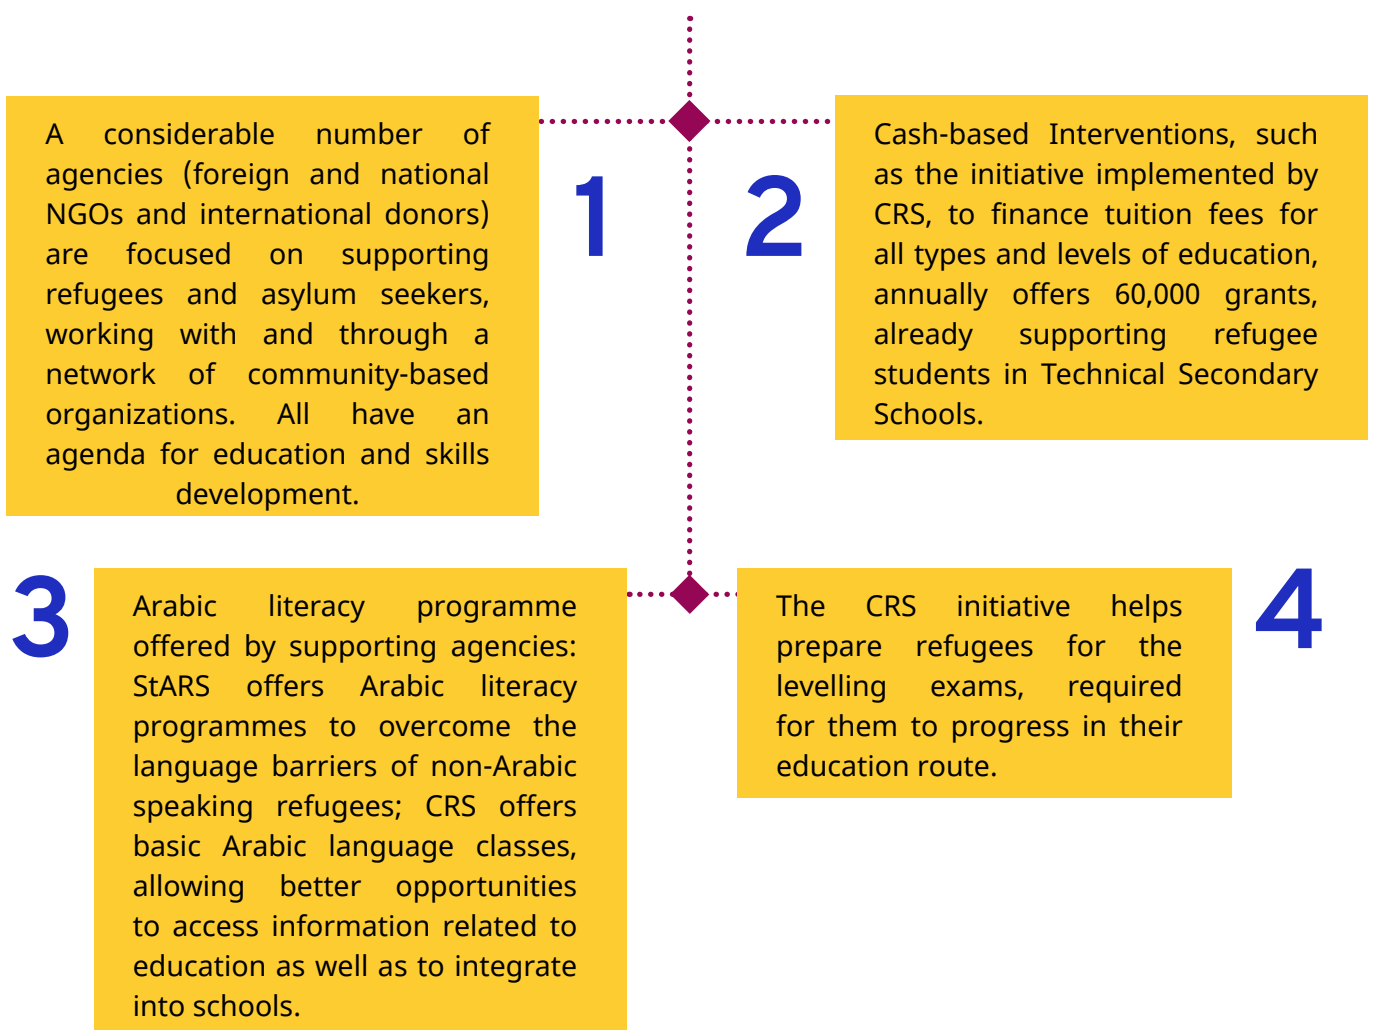 A considerable number of
agencies (foreign and national
NGOs and international donors)
are focused on supporting
refugees and asylum seekers,
working with and through a
network of community-based
organizations. All have an
agenda for education and skills
development.
1
2
Cash-based Interventions, such
as the initiative implemented by
CRS, to finance tuition fees for
all types and levels of education,
annually offers 60,000 grants,
already supporting refugee
students in Technical Secondary
Schools.
3
Arabic literacy programme
offered by supporting agencies:
StARS offers Arabic literacy
programmes to overcome the
language barriers of non-Arabic
speaking refugees; CRS offers
basic Arabic language classes,
allowing better opportunities
to access information related to
education as well as to integrate
into schools.
The CRS initiative helps
prepare refugees for the
levelling exams, required
for them to progress in their
education route.
4